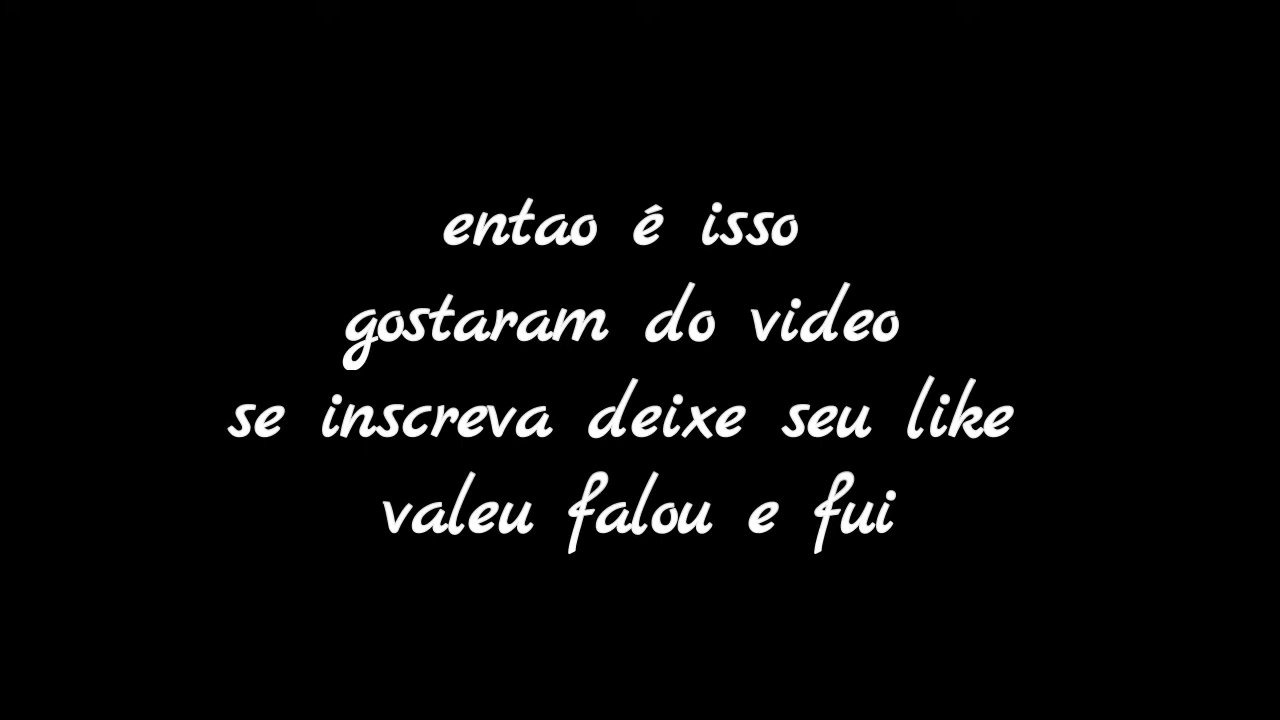 entao é isso
gostaram do video
se inscreva deixe seu like
valeu falou e fui